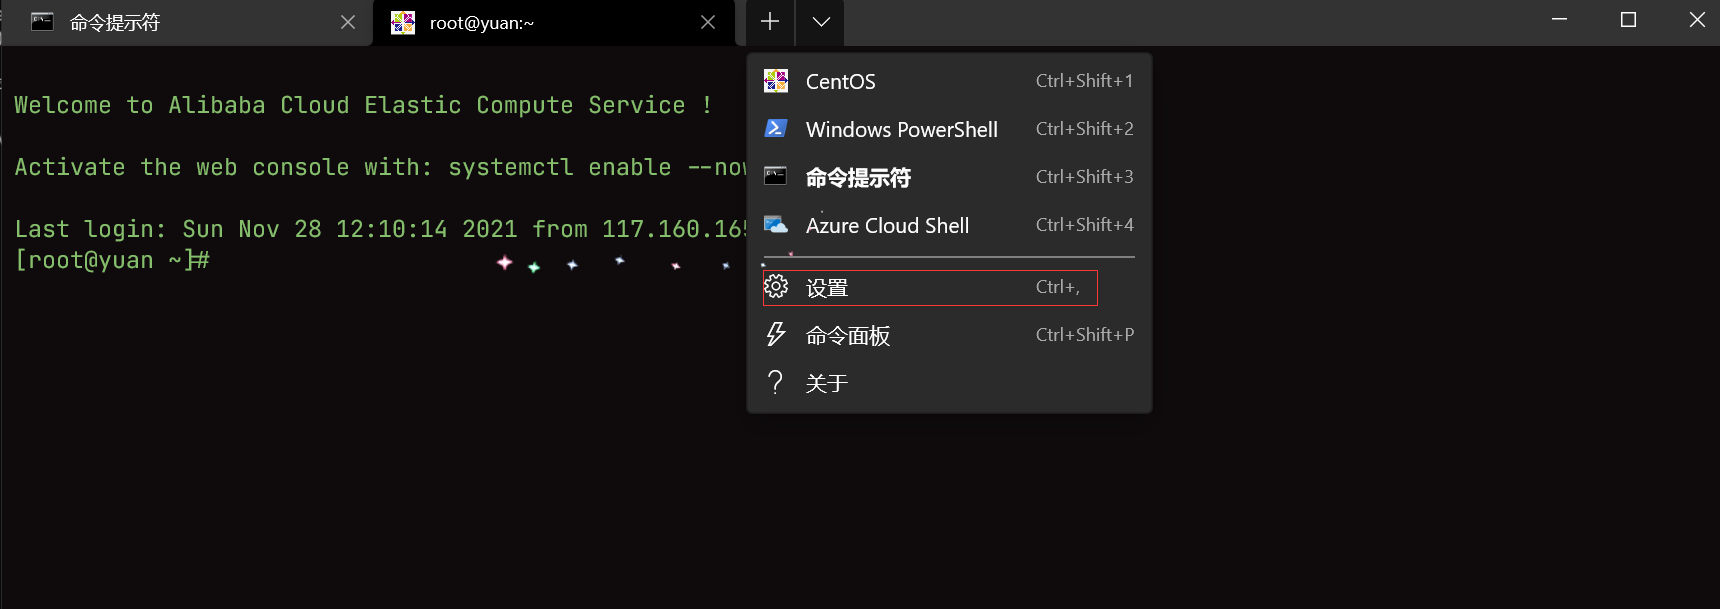 命令提示符
root@yuan:~
Welcome to Alibaba Cloud Elastic Compute Service !
Activate the web console with: systemctl enable --now
Last login: Sun Nov 28 12:10:14 2021 from 117.160.165
[root@yuan ~]#
CentOS Ctrl+Shift+1
Windows PowerShell Ctrl+Shift+2
命令提示符 Ctrl+Shift+3
Azure Cloud Shell Ctrl+Shift+4
设置 Ctrl+,
命令面板 Ctrl+Shift+P
关于